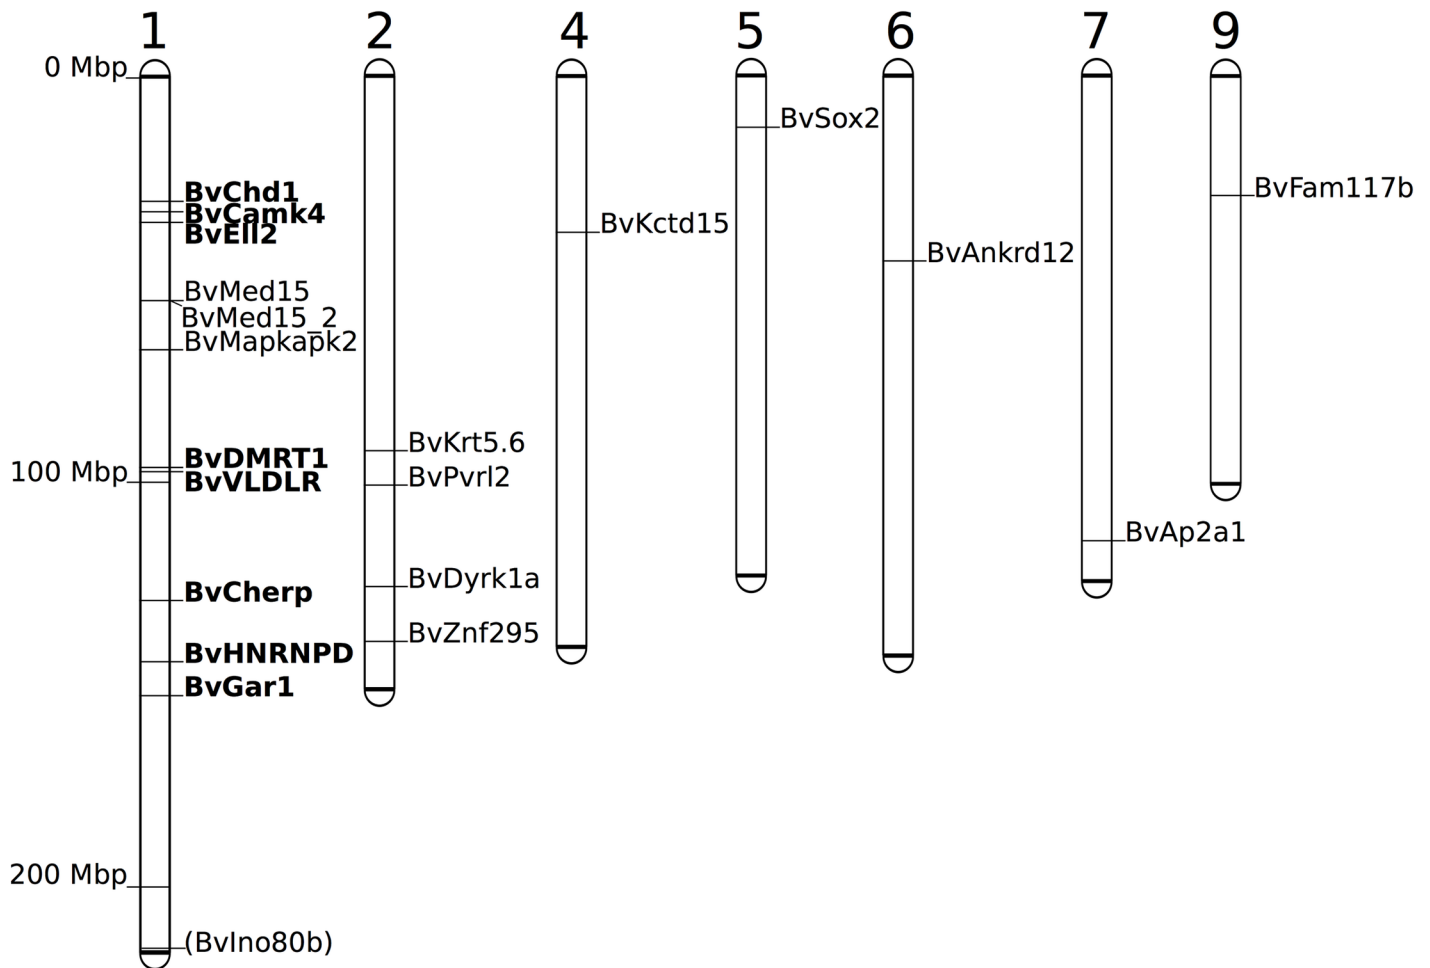 1 2 4 5 6 7 9
0 Mbp
BvChd1
BvCamk4
BvEll2
BvMed15
BvMed15_2
BvMapkapk2
BvDMRT1
100 Mbp
BvVLDLR
BvCherp
BvHNRNPD
BvGar1
200 Mbp
(BvIno80b)
BvKrt5.6
BvPvrl2
BvDyrk1a
BvZnf295
BvKctd15
BvSox2
BvAnkrd12
BvAp2a1
BvFam117b